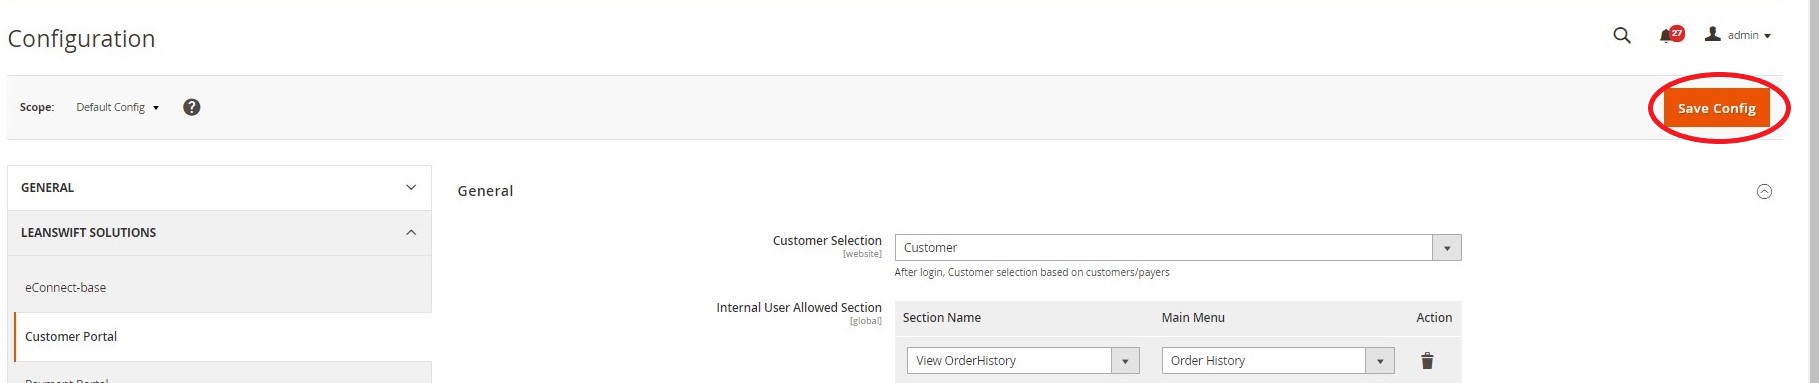 Configuration
27
admin
Scope: Default Config ?
Save Config
GENERAL
LEANSWIFT SOLUTIONS
eConnect-base
Customer Portal
Payment Portal
General
Customer Selection
[website]
Customer
After login, Customer selection based on customers/payers
Internal User Allowed Section
[global]
Section Name Main Menu Action
View OrderHistory Order History